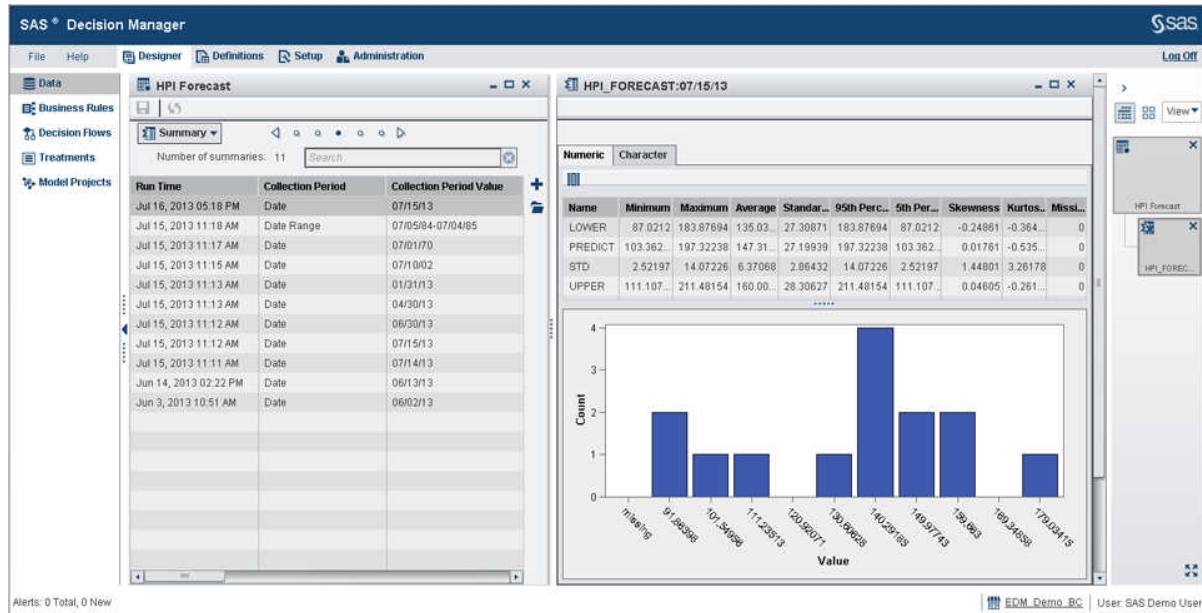 SAS ® Decision Manager
sas
File Help Designer Definitions Setup Administration Log Off
Data
Business Rules
Decision Flows
Treatments
Model Projects
HPI Forecast
Summary
Number of summaries: 11 Search
Run Time Collection Period Collection Period Value
Jul 16, 2013 05:18 PM Date 07/15/13
Jul 15, 2013 11:18 AM Date Range 07/05/84-07/04/85
Jul 15, 2013 11:17 AM Date 07/01/70
Jul 15, 2013 11:15 AM Date 07/10/02
Jul 15, 2013 11:13 AM Date 01/31/13
Jul 15, 2013 11:13 AM Date 04/30/13
Jul 15, 2013 11:12 AM Date 06/30/13
Jul 15, 2013 11:12 AM Date 07/15/13
Jul 15, 2013 11:11 AM Date 07/14/13
Jun 14, 2013 02:22 PM Date 06/13/13
Jun 3, 2013 10:51 AM Date 06/02/13
HPI_FORECAST:07/15/13
Numeric Character
Name Minimum Maximum Average Standar... 95th Perc... 5th Per... Skewness Kurtos... Missi...
LOWER 87.0212 183.87694 135.03... 27.30871 183.87694 87.0212 -0.24861 -0.364... 0
PREDICT 103.362... 197.32238 147.31... 27.19939 197.32238 103.362... 0.01761 -0.535... 0
STD 2.52197 14.07226 6.37068 2.86432 14.07226 2.52197 1.44801 3.26178 0
UPPER 111.107... 211.48154 160.00... 28.30627 211.48154 111.107... 0.04605 -0.261... 0
Count
4
3
2
1
0
missing 91.86398 101.54956 111.23513 120.92071 130.60628 140.29185 149.97743 159.663 169.34858 179.03415
Value
View
HPI Forecast
HPI_FOREC...
Alerts: 0 Total, 0 New
EDM_Demo_BC User: SAS Demo User